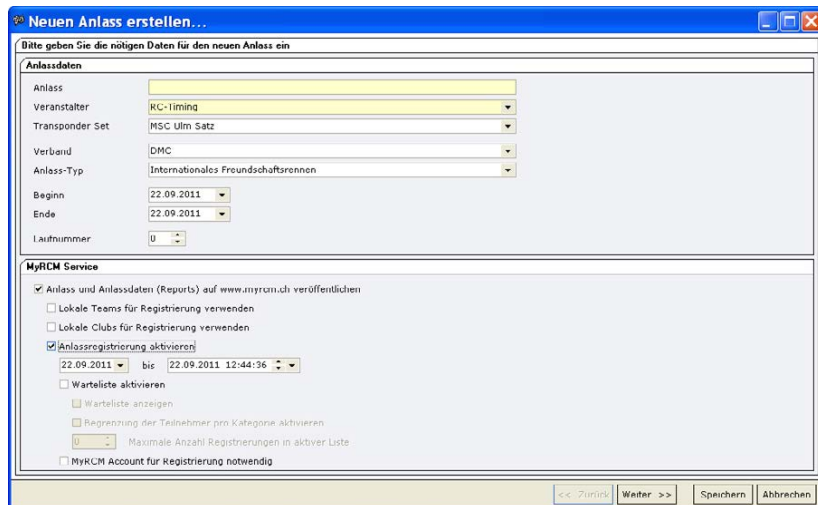 Neuen Anlass erstellen...
Bitte geben Sie die nötigen Daten für den neuen Anlass ein
Anlassdaten
Anlass
Veranstalter RC-Timing
Transponder Set MSC Ulm Satz
Verband DMC
Anlass-Typ Internationales Freundschaftsrennen
Beginn 22.09.2011
Ende 22.09.2011
Laufnummer 0
MyRCM Service
Anlass und Anlassdaten (Reports) auf www.myrcm.ch veröffentlichen
Lokale Teams für Registrierung verwenden
Lokale Clubs für Registrierung verwenden
Anlassregistrierung aktivieren
22.09.2011 bis 22.09.2011 12:44:36
Warteliste aktivieren
Warteliste anzeigen
Begrenzung der Teilnehmer pro Kategorie aktivieren
0 Maximale Anzahl Registrierungen in aktiver Liste
MyRCM Account für Registrierung notwendig
<< Zurück Weiter >> Speichern Abbrechen